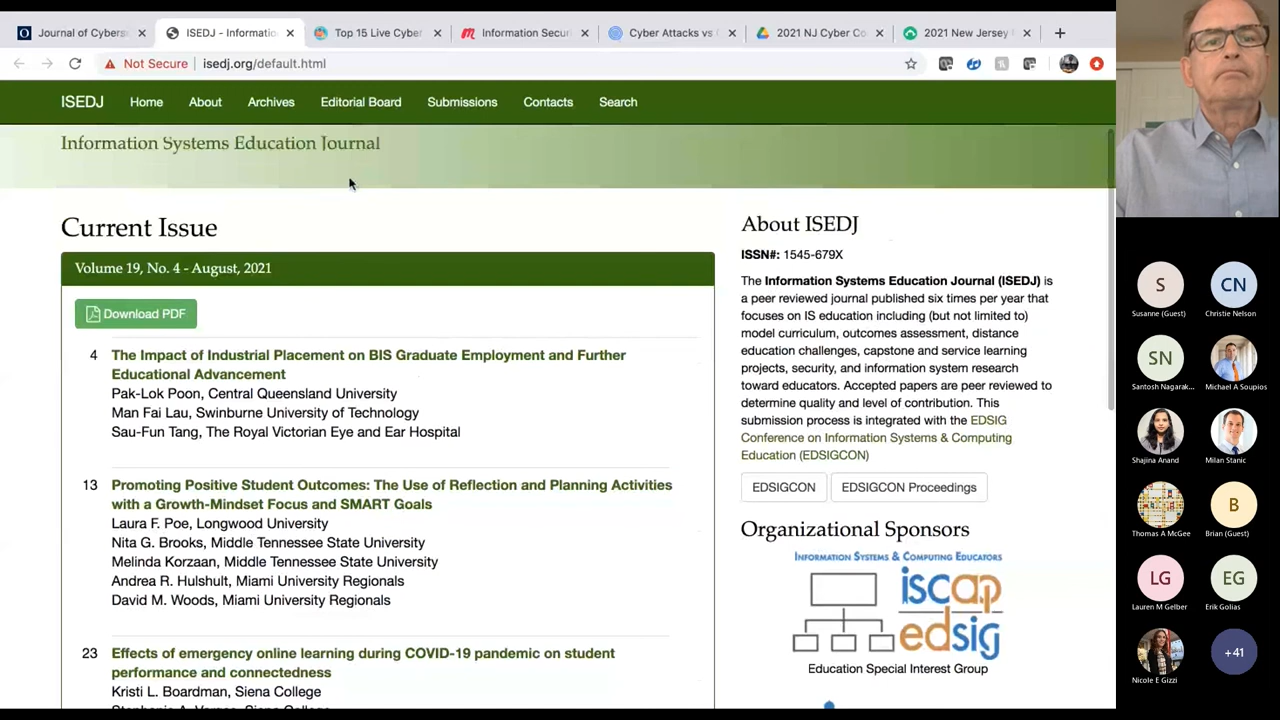 Journal of Cybers
ISEDJ - Informatio
Top 15 Live Cyber
Information Secur
Cyber Attacks vs
2021 NJ Cyber Co
2021 New Jersey
Not Secure
isedj.org/default.html
ISEDJ
Home
About
Archives
Editorial Board
Submissions
Contacts
Search
Information Systems Education Journal
Current Issue
Volume 19, No. 4 - August, 2021
Download PDF
4
The Impact of Industrial Placement on BIS Graduate Employment and Further
Educational Advancement
Pak-Lok Poon, Central Queensland University
Man Fai Lau, Swinburne University of Technology
Sau-Fun Tang, The Royal Victorian Eye and Ear Hospital
13
Promoting Positive Student Outcomes: The Use of Reflection and Planning Activities
with a Growth-Mindset Focus and SMART Goals
Laura F. Poe, Longwood University
Nita G. Brooks, Middle Tennessee State University
Melinda Korzaan, Middle Tennessee State University
Andrea R. Hulshult, Miami University Regionals
David M. Woods, Miami University Regionals
23
Effects of emergency online learning during COVID-19 pandemic on student
performance and connectedness
Kristi L. Boardman, Siena College
About ISEDJ
ISSN#: 1545-679X
The Information Systems Education Journal (ISEDJ) is
a peer reviewed journal published six times per year that
focuses on IS education including (but not limited to)
model curriculum, outcomes assessment, distance
education challenges, capstone and service learning
projects, security, and information system research
toward educators. Accepted papers are peer reviewed to
determine quality and level of contribution. This
submission process is integrated with the EDSIG
Conference on Information Systems & Computing
Education (EDSIGCON)
EDSIGCON
EDSIGCON Proceedings
Organizational Sponsors
Information Systems & Computing Educators
iscap
edsig
Education Special Interest Group
S
Susanne (Guest)
CN
Christie Nelson
SN
Santosh Nagarak...
Michael A Soupios
Shajina Anand
Milan Stanic
Thomas A McGee
B
Brian (Guest)
LG
Lauren M Gelber
EG
Erik Golias
Nicole E Gizzi
+41